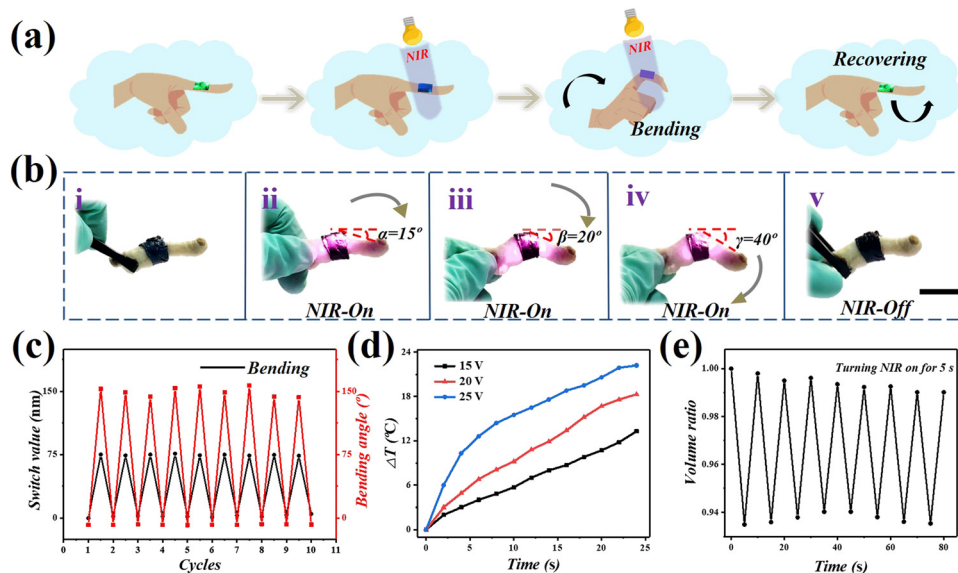 (a)
NIR
NIR
Bending
Recovering
(b)
i
ii
iii
iv
v
α=15º
β=20º
γ=40º
NIR-On
NIR-On
NIR-On
NIR-Off
(c)
Bending
150
75
0
Switch value (nm)
150
75
0
Bending angle (º)
0 1 2 3 4 5 6 7 8 9 10 11
Cycles
(d)
15 V
20 V
25 V
24
18
12
6
0
ΔT (ºC)
0 5 10 15 20 25
Time (s)
(e)
Turning NIR on for 5 s
1.00
0.98
0.96
0.94
Volume ratio
0 20 40 60 80
Time (s)